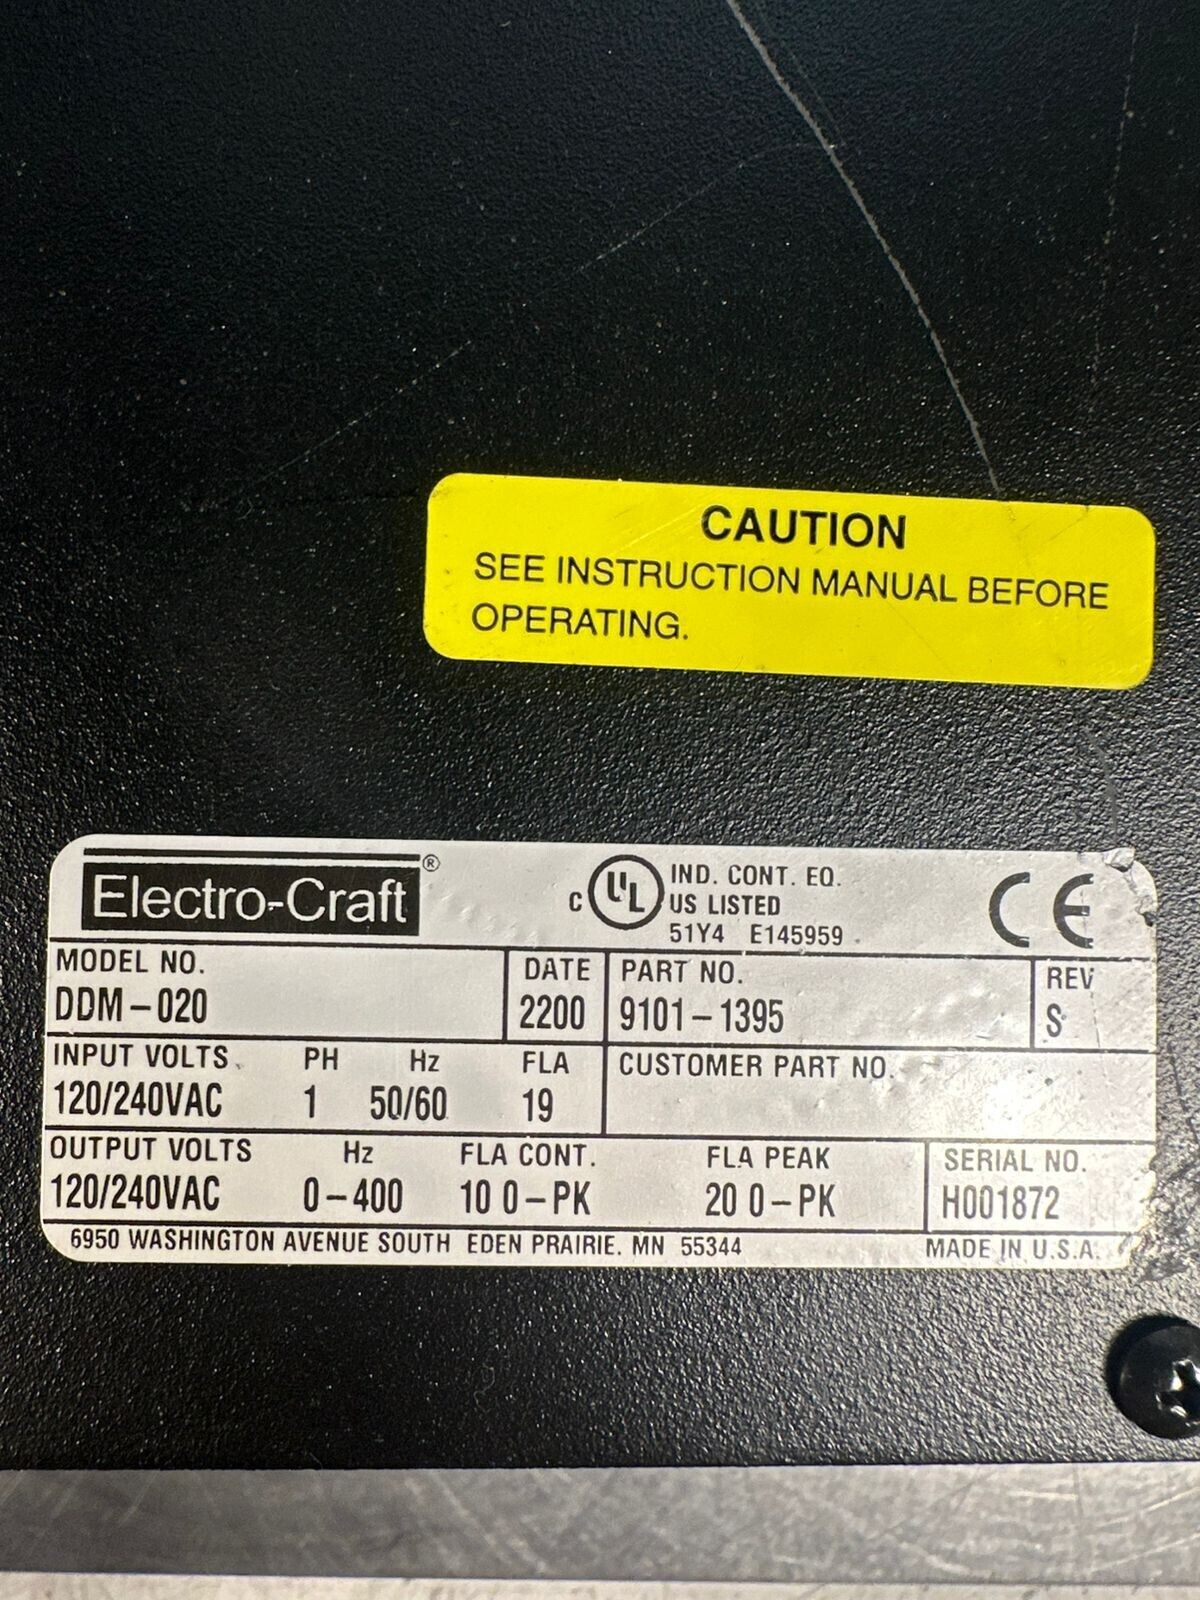 CAUTION
SEE INSTRUCTION MANUAL BEFORE
OPERATING.
Electro-Craft®
C UL US LISTED
IND. CONT. EQ.
51Y4 E145959
CE
MODEL NO. DATE PART NO. REV
DDM-020 2200 9101-1395 S
INPUT VOLTS PH Hz FLA CUSTOMER PART NO.
120/240VAC 1 50/60 19
OUTPUT VOLTS Hz FLA CONT. FLA PEAK SERIAL NO.
120/240VAC 0-400 10 0-PK 20 0-PK H001872
6950 WASHINGTON AVENUE SOUTH EDEN PRAIRIE. MN 55344 MADE IN U.S.A.